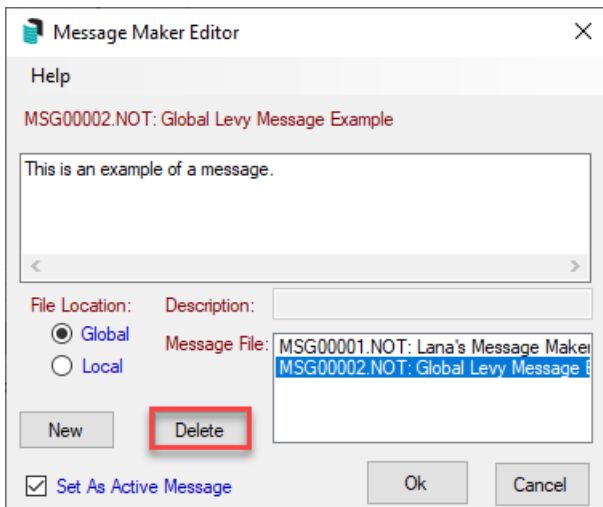 Message Maker Editor
Help
MSG00002.NOT: Global Levy Message Example
This is an example of a message.
File Location:
Description:
Global
Local
Message File:
MSG00001.NOT: Lana's Message Maker
MSG00002.NOT: Global Levy Message
New
Delete
Set As Active Message
Ok
Cancel